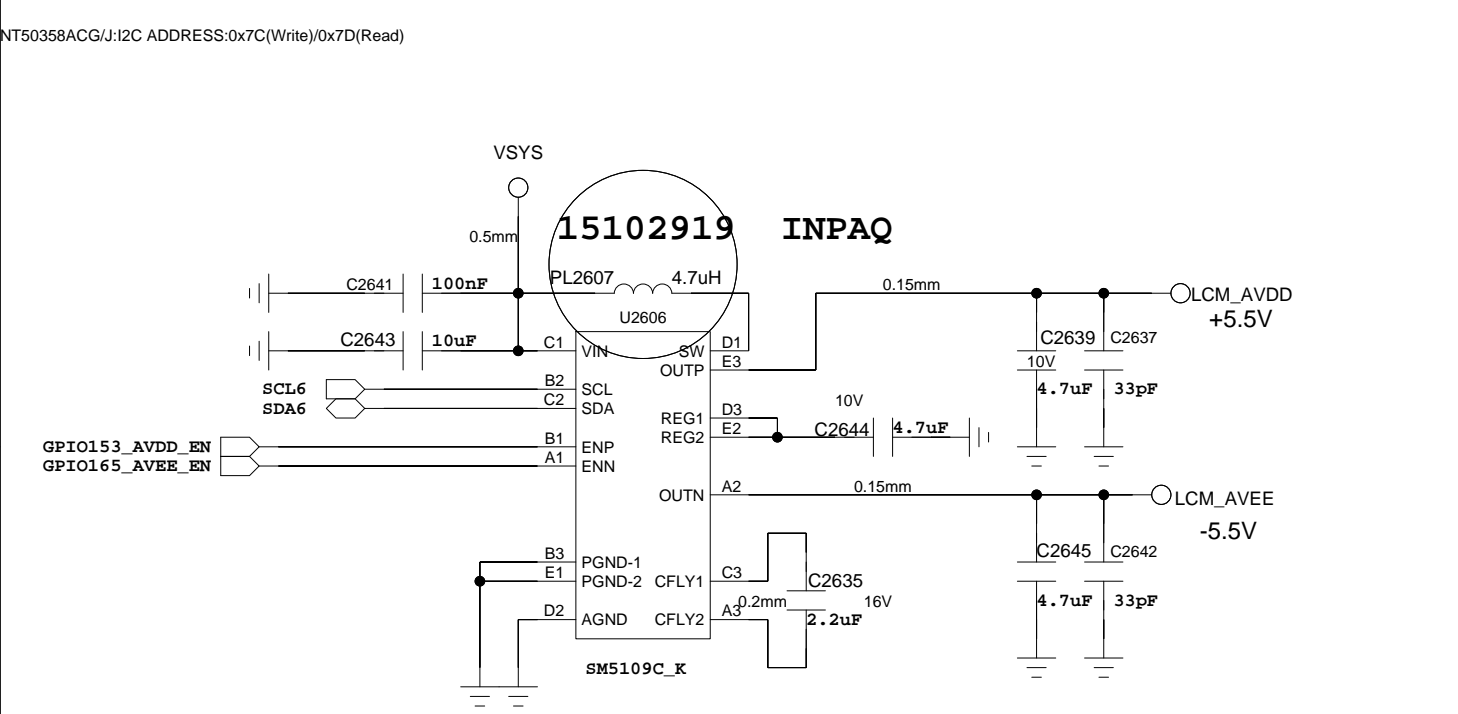 NT50358ACG/J:I2C ADDRESS:0x7C(Write)/0x7D(Read)
VSYS
15102919 INPAQ
0.5mm
PL2607 4.7uH
C2641 100nF
0.15mm
LCM_AVDD
+5.5V
U2606
C2643 10uF
C1 VIN
SW D1
OUTP E3
C2639
10V
4.7uF
C2637
33pF
SCL6
B2 SCL
SDA6
C2 SDA
REG1 D3
REG2 E2
10V
C2644 4.7uF
GPIO153_AVDD_EN
B1 ENP
GPIO165_AVEE_EN
A1 ENN
OUTN A2
0.15mm
LCM_AVEE
-5.5V
B3 PGND-1
E1 PGND-2
CFLY1 C3
C2635
0.2mm
16V
2.2uF
C2645
4.7uF
C2642
33pF
D2 AGND
CFLY2 A3
SM5109C_K